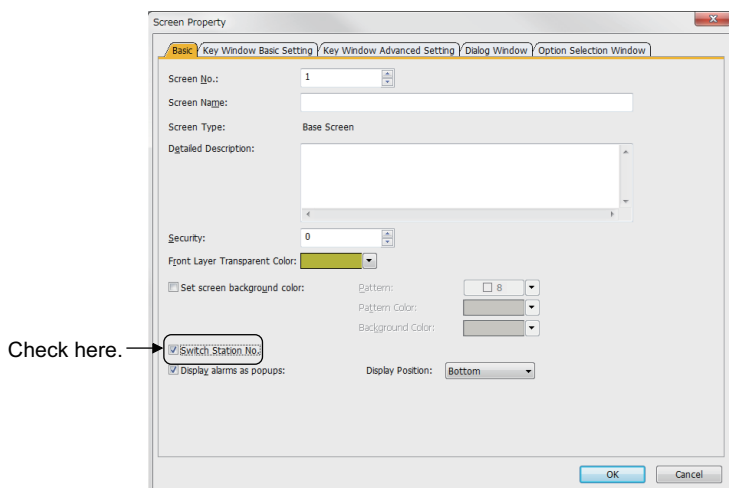 Screen Property
Basic Key Window Basic Setting Key Window Advanced Setting Dialog Window Option Selection Window
Screen No.: 1
Screen Name:
Screen Type: Base Screen
Detailed Description:
Security: 0
Front Layer Transparent Color:
Set screen background color: Pattern: 8
Pattern Color:
Background Color:
Check here. Switch Station No.
Display alarms as popups: Display Position: Bottom
OK Cancel